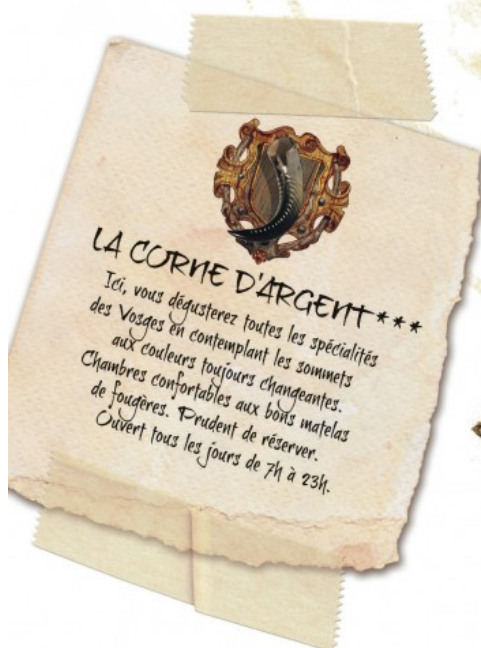 LA CORNE D'ARGENT***
Ici, vous dégusterez toutes les spécialités
des Vosges en contemplant les sommets
aux couleurs toujours changeantes.
Chambres confortables aux bons matelas
de fougères. Prudent de réserver.
Ouvert tous les jours de 7h à 23h.